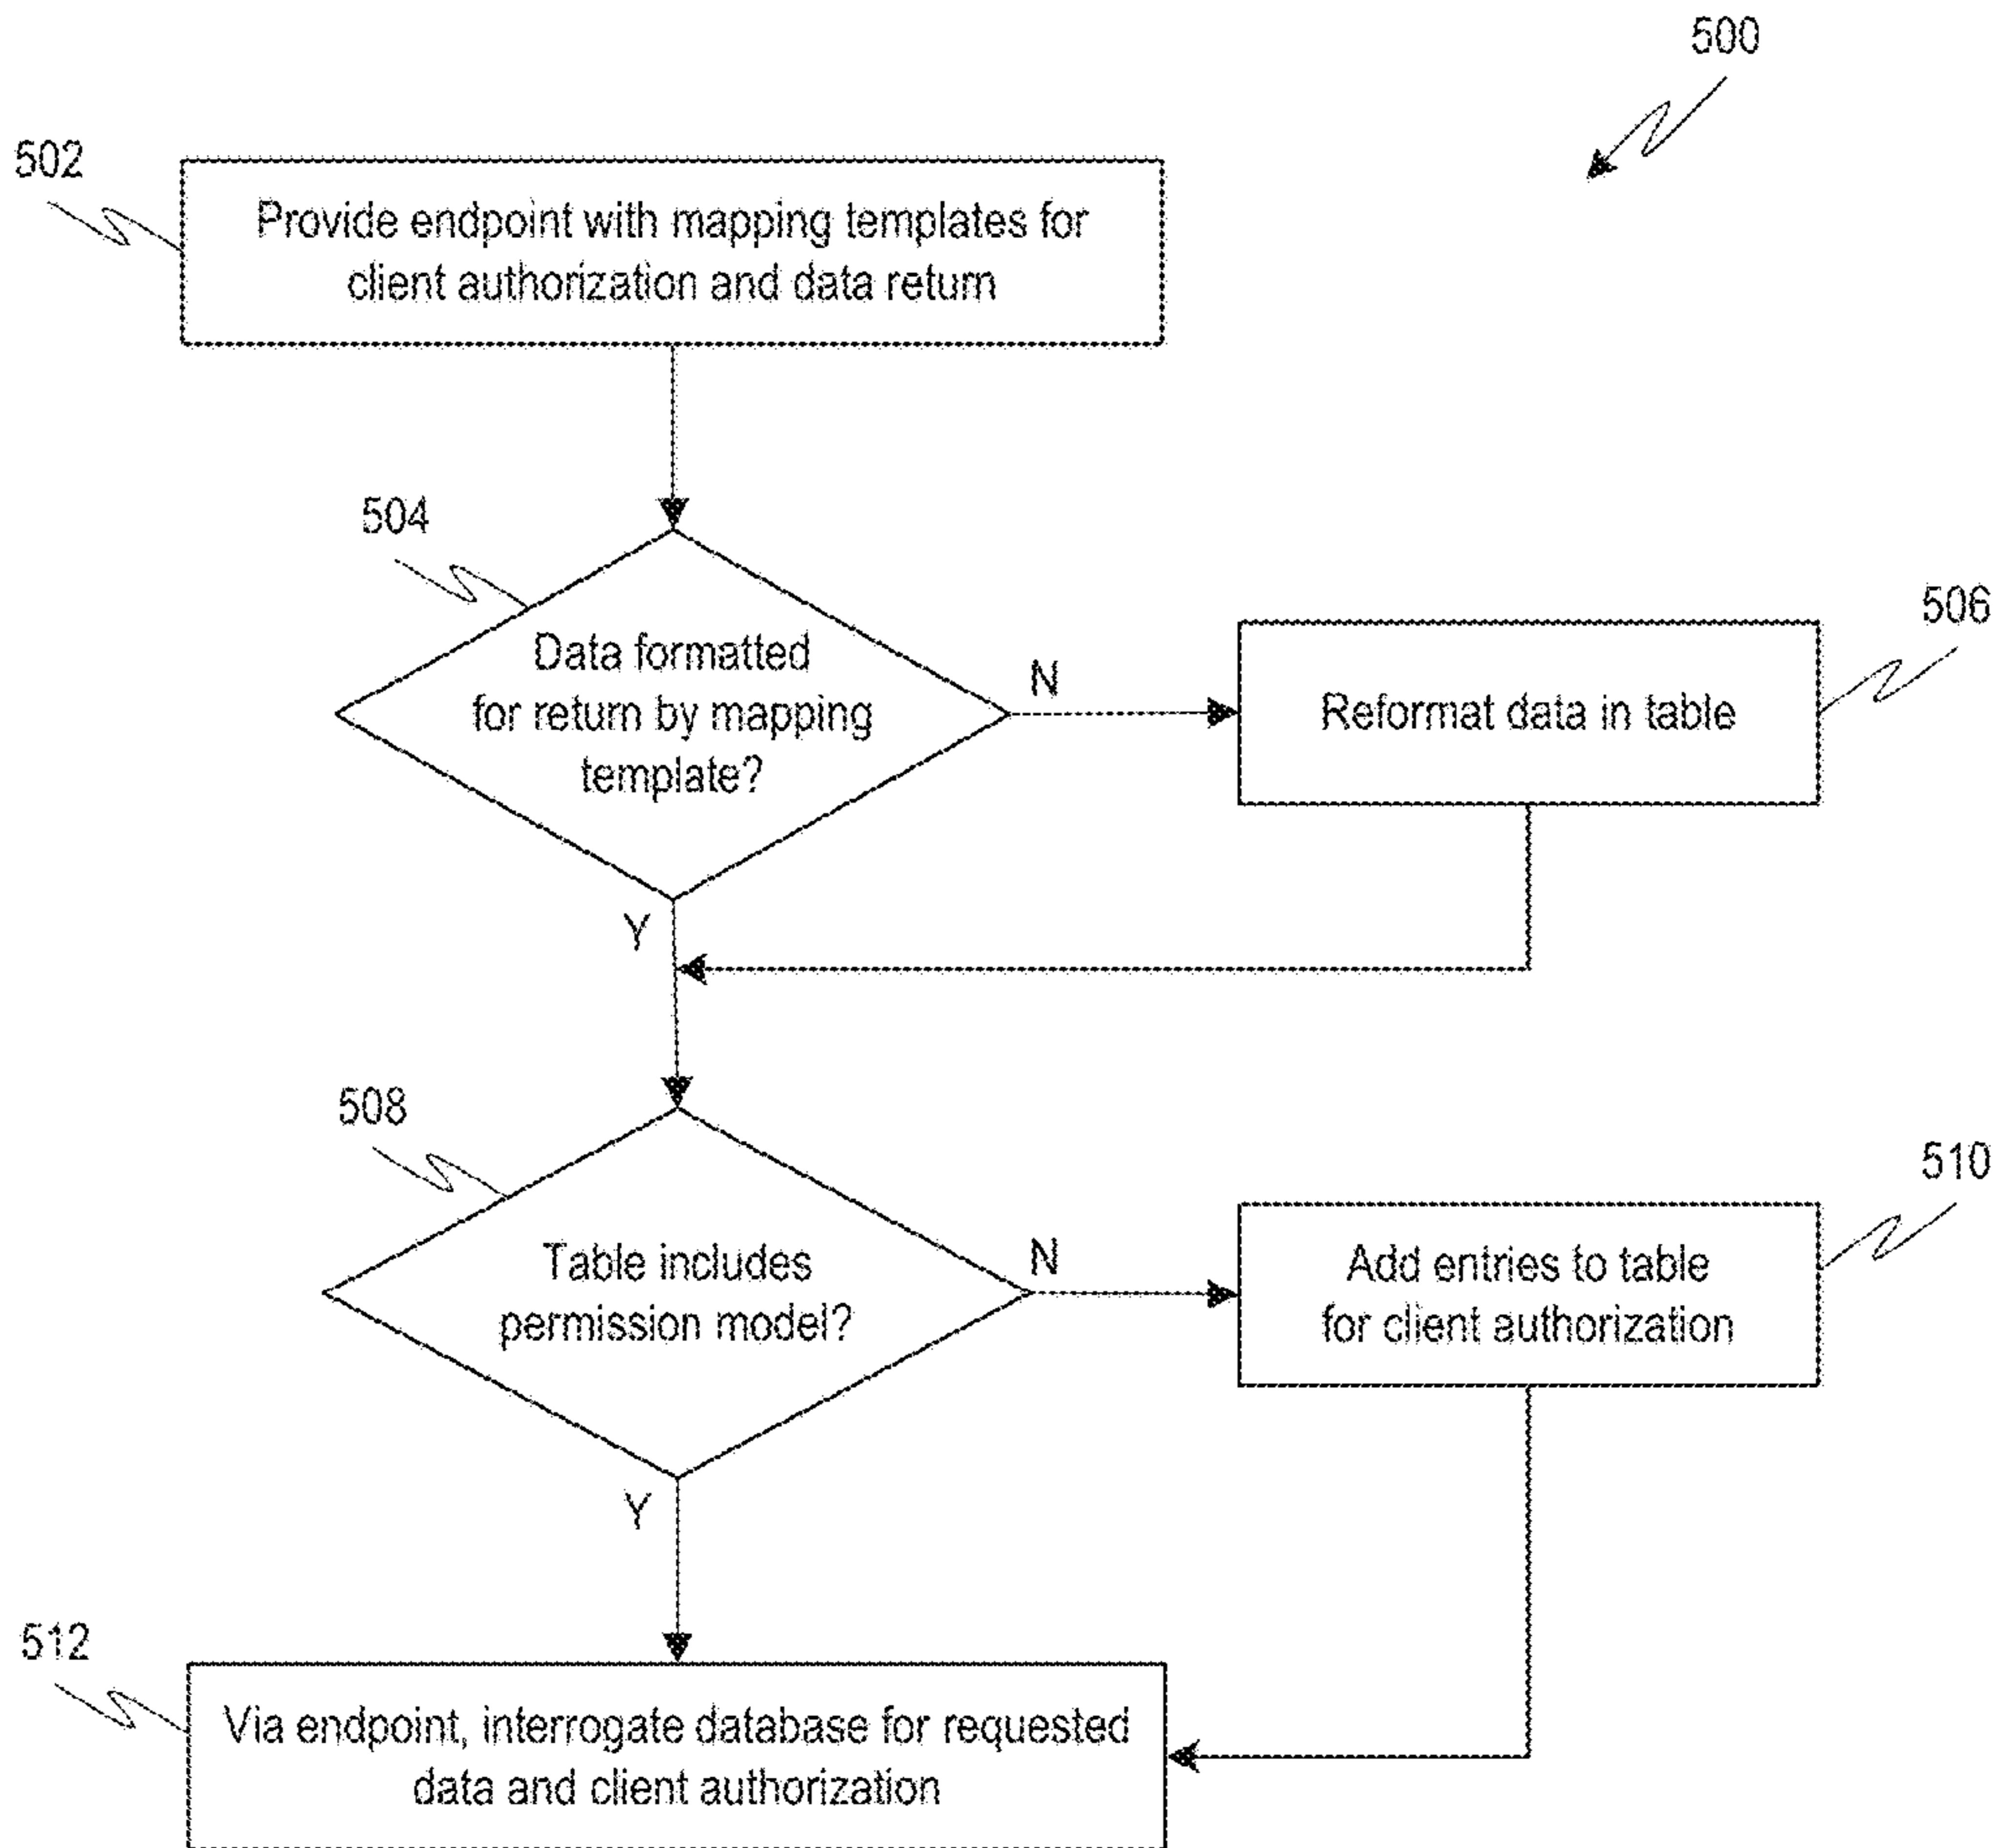 500
502
Provide endpoint with mapping templates for
client authorization and data return
504
Data formatted
for return by mapping
template?
N
506
Reformat data in table
Y
508
Table includes
permission model?
N
510
Add entries to table
for client authorization
Y
512
Via endpoint, interrogate database for requested
data and client authorization